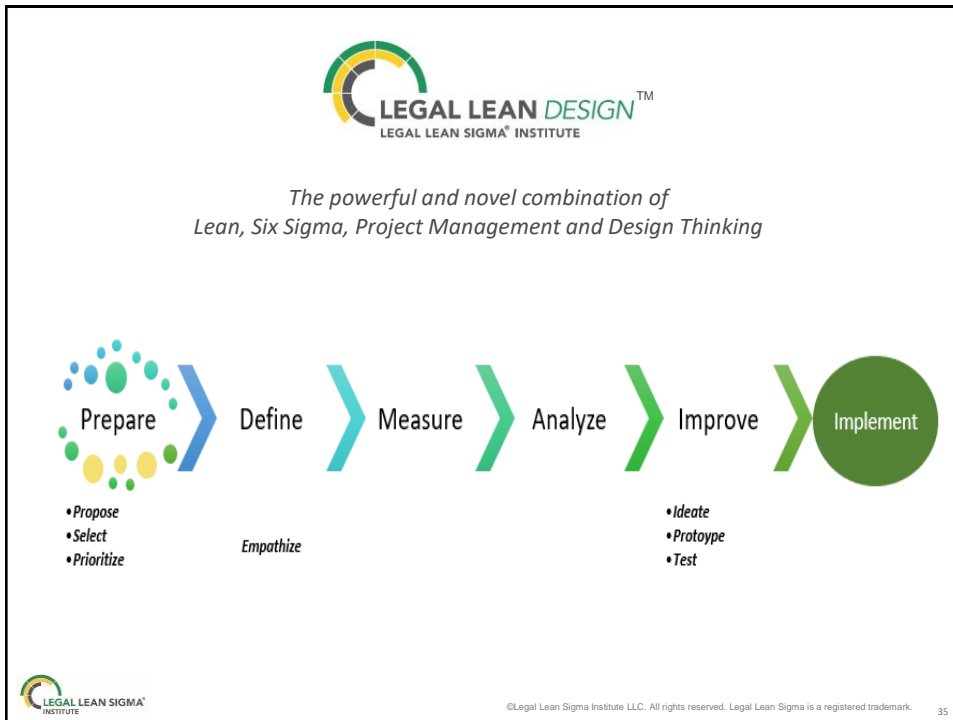 LEGAL LEAN DESIGN™
LEGAL LEAN SIGMA® INSTITUTE
The powerful and novel combination of
Lean, Six Sigma, Project Management and Design Thinking
Prepare
Define
Measure
Analyze
Improve
Implement
•Propose
•Select
•Prioritize
Empathize
•Ideate
•Protoype
•Test
LEGAL LEAN SIGMA®
INSTITUTE
©Legal Lean Sigma Institute LLC. All rights reserved. Legal Lean Sigma is a registered trademark.
35